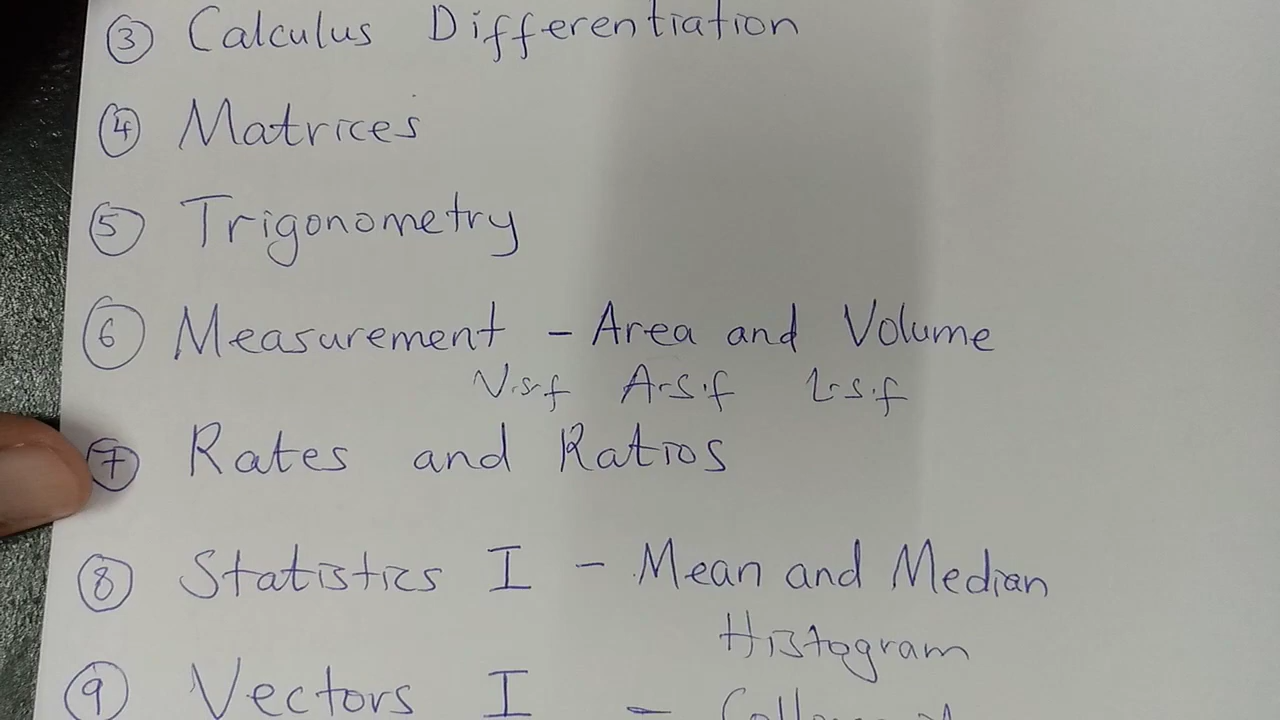 ③ Calculus Differentiation
④ Matrices
⑤ Trigonometry
⑥ Measurement - Area and Volume
V.s.f A.s.f L.s.f
⑦ Rates and Ratios
⑧ Statistics I - Mean and Median
Histogram
⑨ Vectors I -